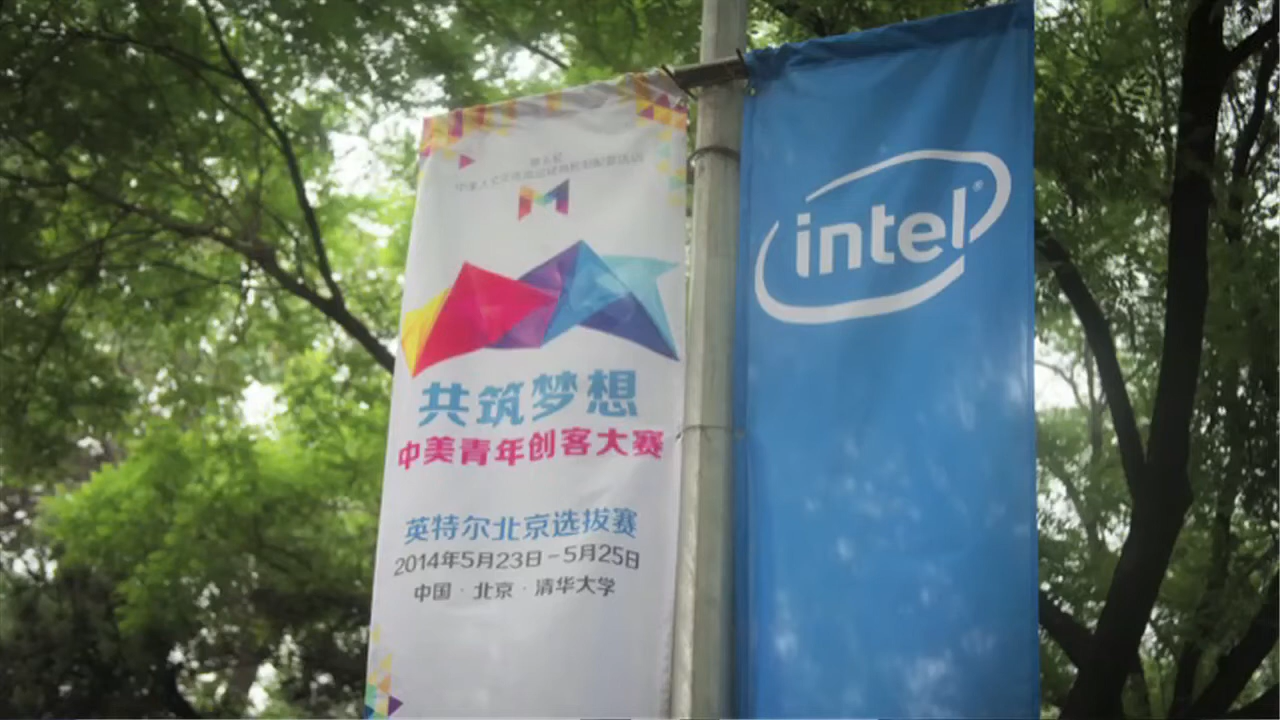 共筑梦想
中美青年创客大赛
英特尔北京选拔赛
2014年5月23日-5月25日
中国·北京·清华大学
intel®